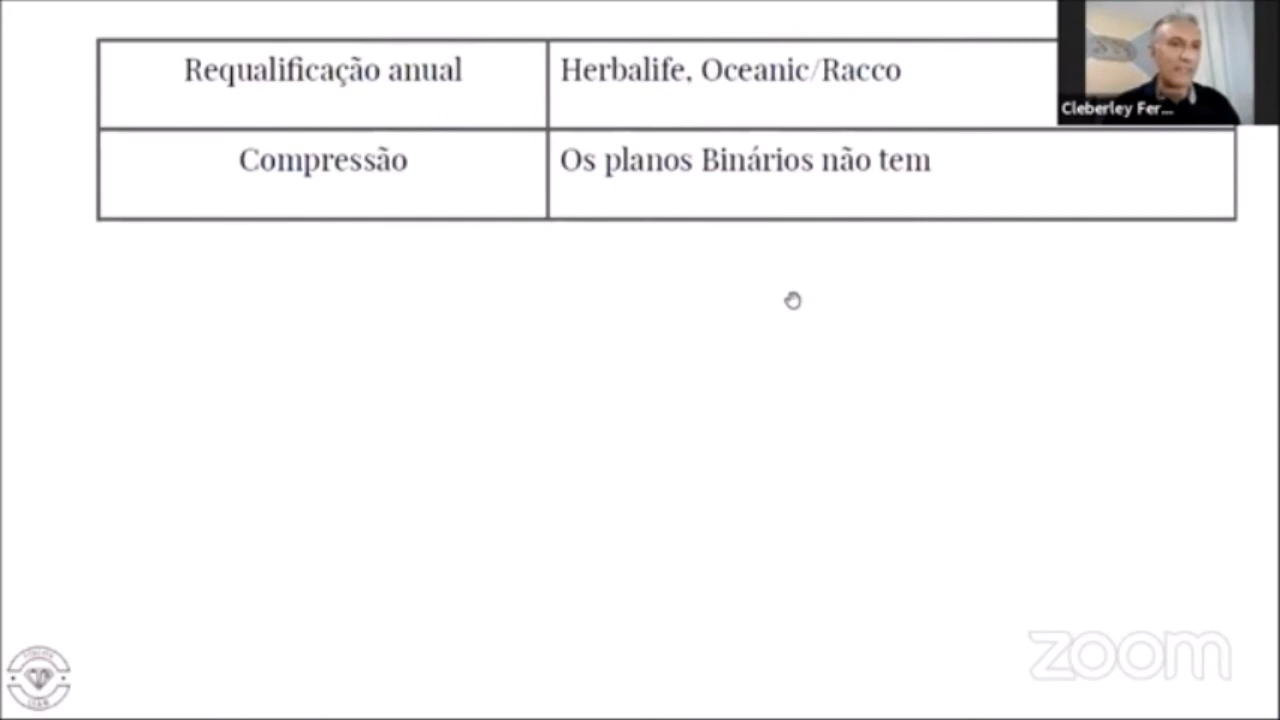 Requalificação anual
Herbalife, Oceanic/Racco
Cleberley Fer...
Compressão
Os planos Binários não tem
zoom